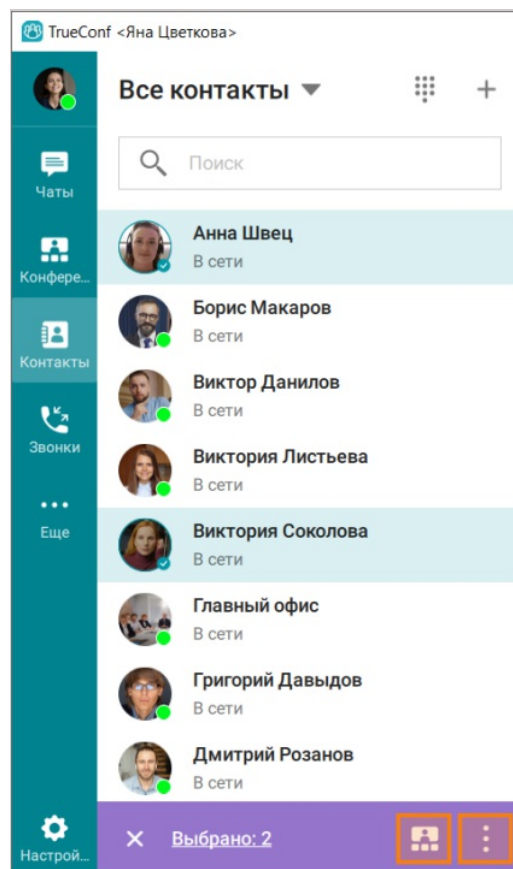 TrueConf <Яна Цветкова>
Все контакты
Поиск
Чаты
Конфере...
Контакты
Звонки
Еще
Настрой...
Анна Швец
В сети
Борис Макаров
В сети
Виктор Данилов
В сети
Виктория Листьева
В сети
Виктория Соколова
В сети
Главный офис
В сети
Григорий Давыдов
В сети
Дмитрий Розанов
В сети
Выбрано: 2